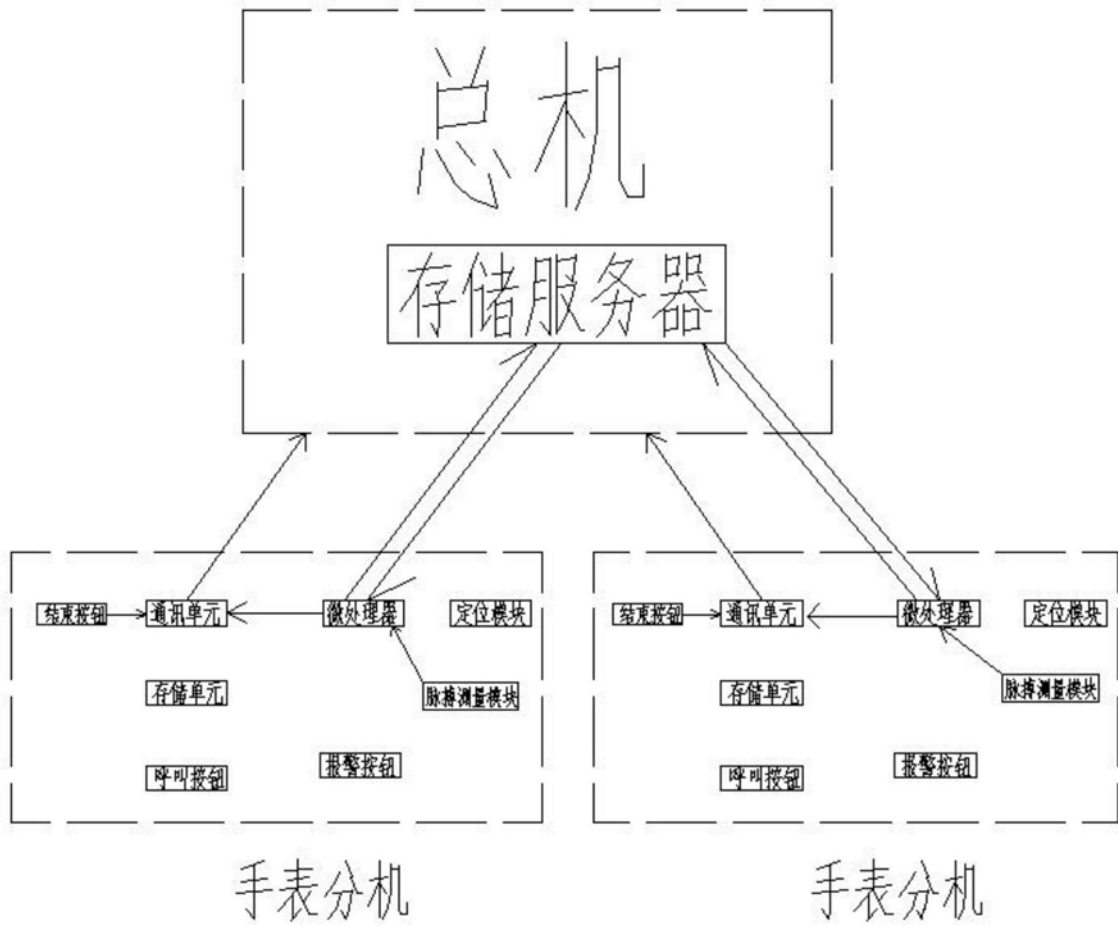 总机
存储服务器
结束按钮 通讯单元 微处理器 定位模块
存储单元 脉搏测量模块
呼叫按钮 报警按钮
手表分机
结束按钮 通讯单元 微处理器 定位模块
存储单元 脉搏测量模块
呼叫按钮 报警按钮
手表分机